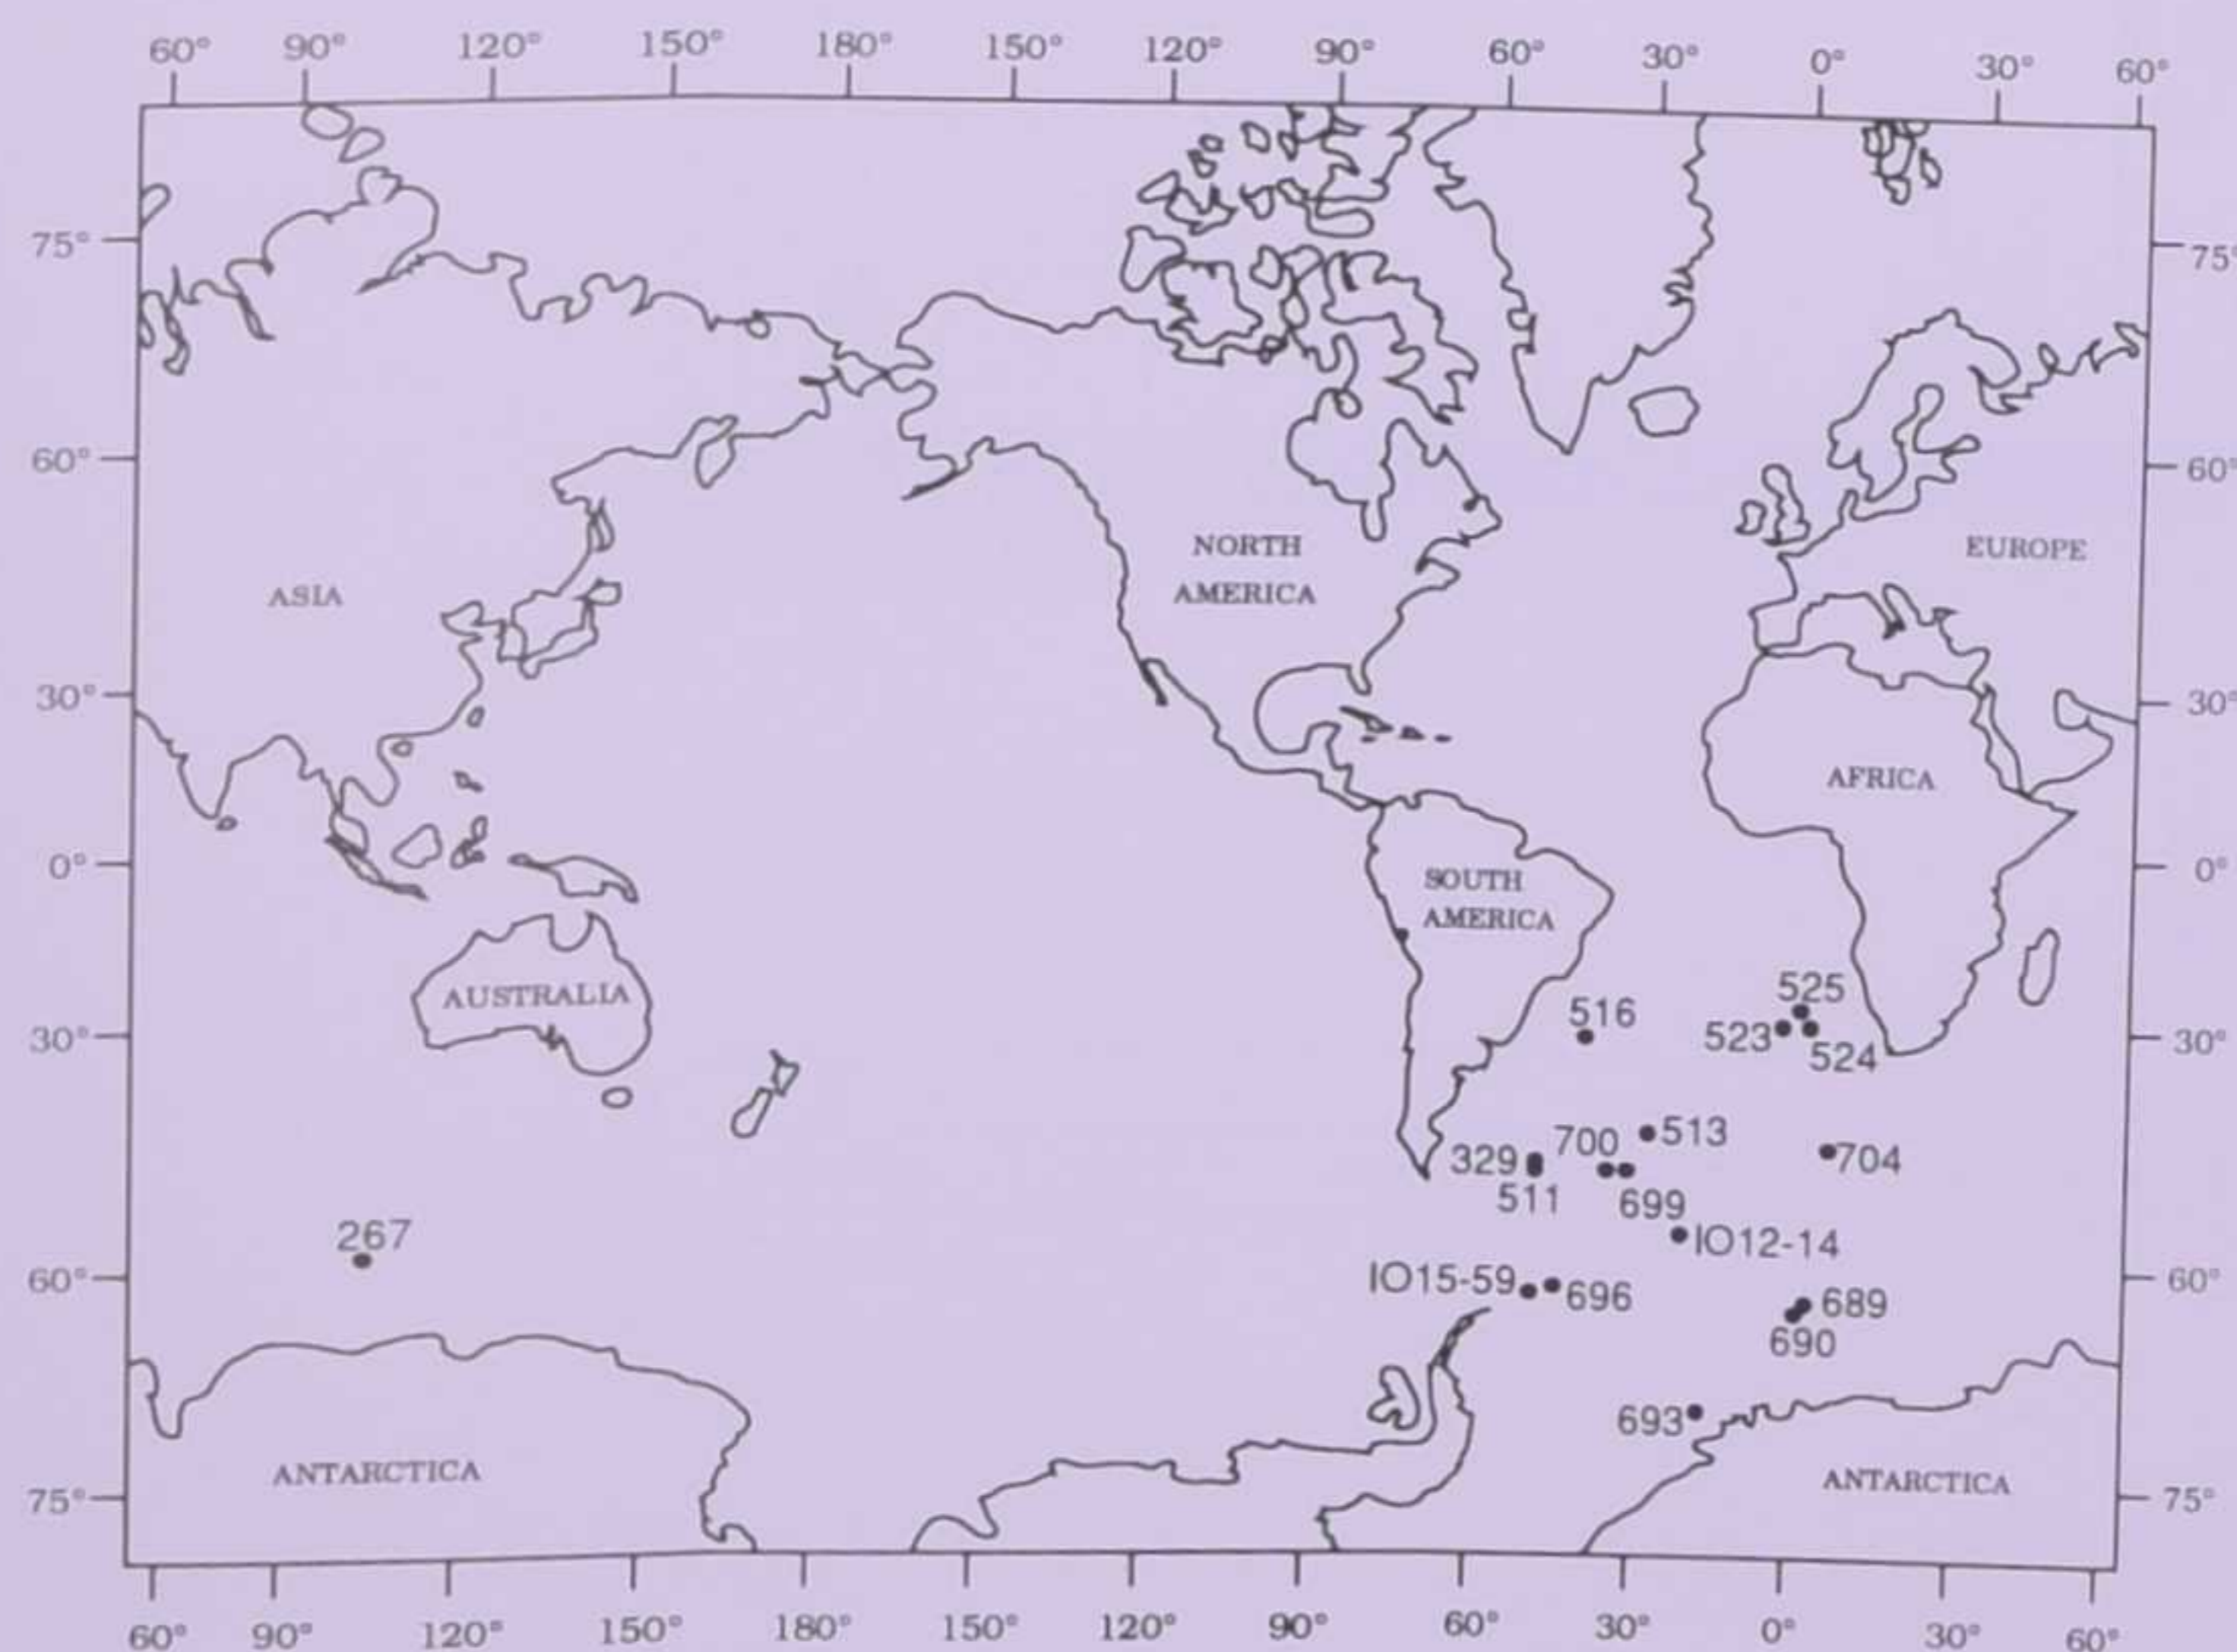 60° 90° 120° 150° 180° 150° 120° 90° 60° 30° 0° 30° 60°
75° 75°
60° 60°
NORTH
AMERICA
EUROPE
ASIA
30° 30°
AFRICA
0° 0°
SOUTH
AMERICA
AUSTRALIA
525
516
523
524
30° 30°
513
700
329
704
511
699
267
IO12-14
60° 60°
IO15-59
696
689
690
693
ANTARCTICA ANTARCTICA
75° 75°
60° 90° 120° 150° 180° 150° 120° 90° 60° 30° 0° 30° 60°